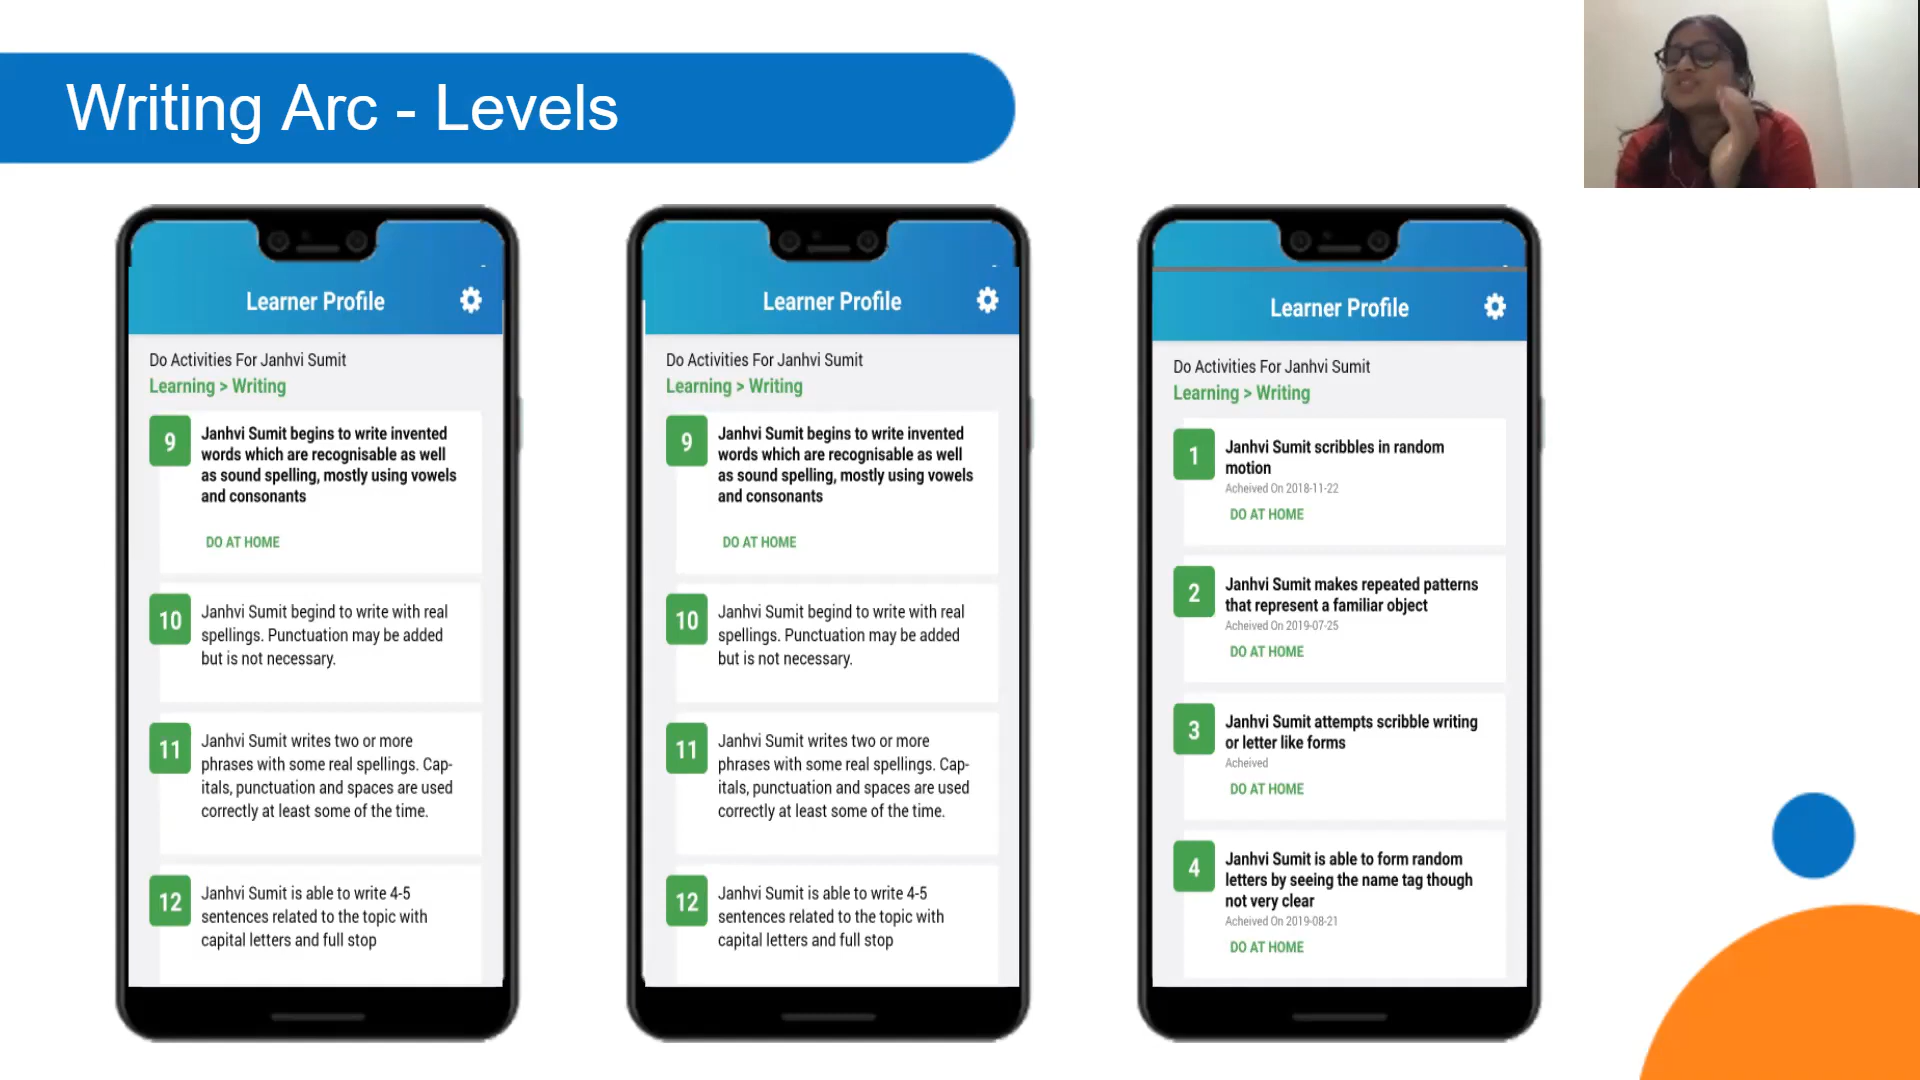 Writing Arc - Levels
Learner Profile
Do Activities For Janhvi Sumit
Learning > Writing
9
Janhvi Sumit begins to write invented
words which are recognisable as well
as sound spelling, mostly using vowels
and consonants
DO AT HOME
10
Janhvi Sumit begind to write with real
spellings. Punctuation may be added
but is not necessary.
11
Janhvi Sumit writes two or more
phrases with some real spellings. Cap-
itals, punctuation and spaces are used
correctly at least some of the time.
12
Janhvi Sumit is able to write 4-5
sentences related to the topic with
capital letters and full stop
Learner Profile
Do Activities For Janhvi Sumit
Learning > Writing
9
Janhvi Sumit begins to write invented
words which are recognisable as well
as sound spelling, mostly using vowels
and consonants
DO AT HOME
10
Janhvi Sumit begind to write with real
spellings. Punctuation may be added
but is not necessary.
11
Janhvi Sumit writes two or more
phrases with some real spellings. Cap-
itals, punctuation and spaces are used
correctly at least some of the time.
12
Janhvi Sumit is able to write 4-5
sentences related to the topic with
capital letters and full stop
Learner Profile
Do Activities For Janhvi Sumit
Learning > Writing
1
Janhvi Sumit scribbles in random
motion
Acheived On 2018-11-22
DO AT HOME
2
Janhvi Sumit makes repeated patterns
that represent a familiar object
Acheived On 2019-07-25
DO AT HOME
3
Janhvi Sumit attempts scribble writing
or letter like forms
Acheived
DO AT HOME
4
Janhvi Sumit is able to form random
letters by seeing the name tag though
not very clear
Acheived On 2019-08-21
DO AT HOME